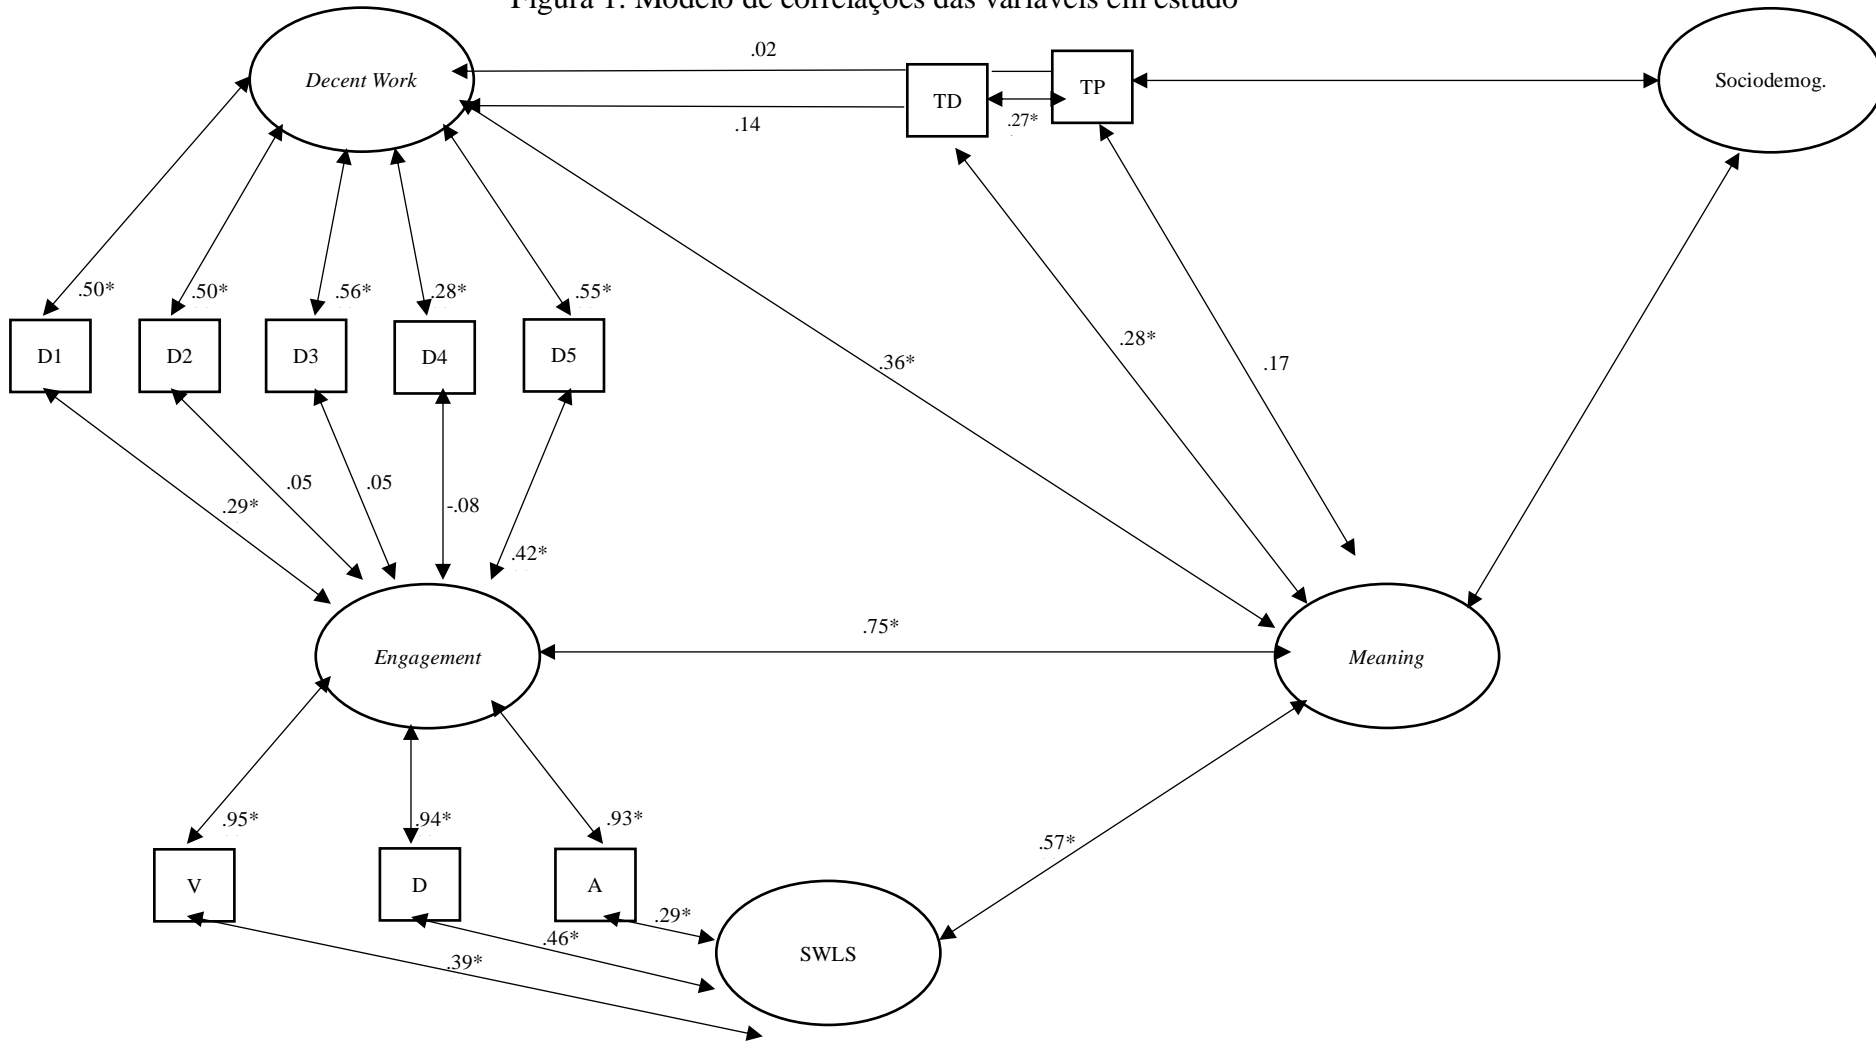 Figura 1. Modelo de correlações das variáveis em estudo
Decent Work
.02
TD
TP
Sociodemog.
.14
.27*
.50*
.50*
.56*
.28*
.55*
D1
D2
D3
D4
D5
.36*
.28*
.17
.29*
.05
.05
-.08
.42*
Engagement
.75*
Meaning
.95*
.94*
.93*
.57*
V
D
A
.29*
.46*
.39*
SWLS